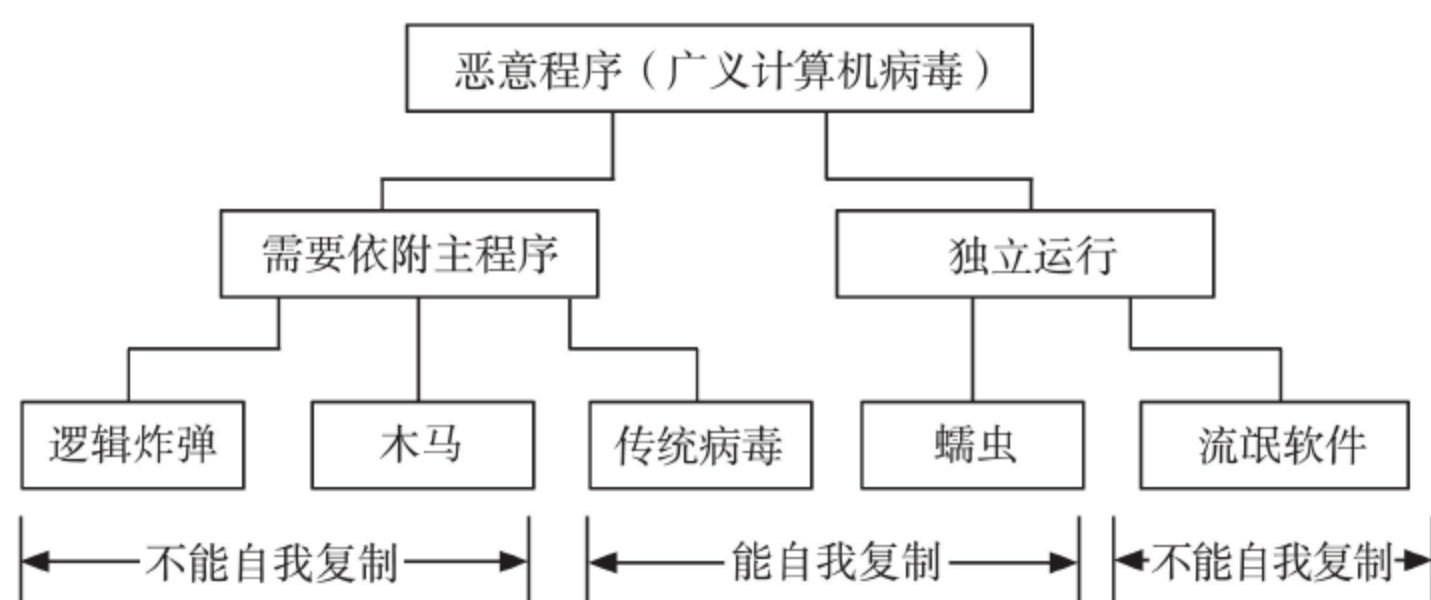 恶意程序（广义计算机病毒）
需要依附主程序
独立运行
逻辑炸弹
木马
传统病毒
蠕虫
流氓软件
不能自我复制
能自我复制
不能自我复制